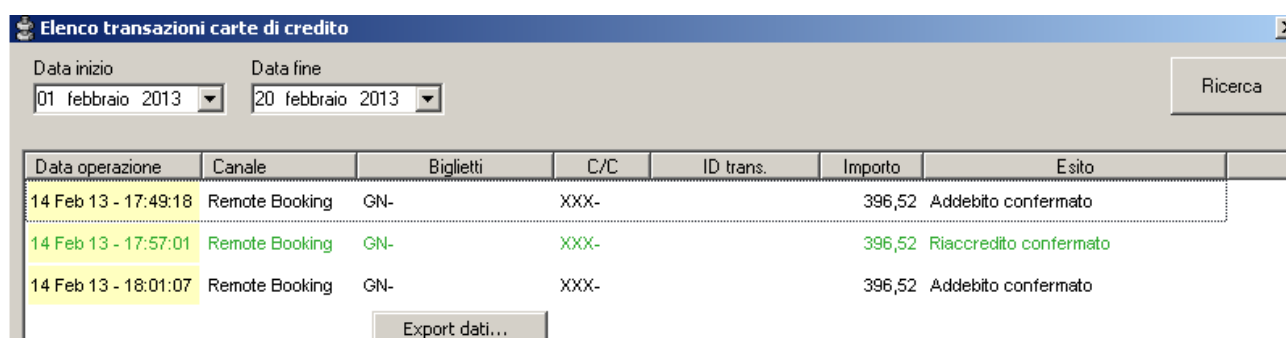 Elenco transazioni carte di credito
Data inizio Data fine
01 febbraio 2013 20 febbraio 2013 Ricerca
Data operazione Canale Biglietti C/C ID trans. Importo Esito
14 Feb 13 - 17:49:18 Remote Booking GN- XXX- 396,52 Addebito confermato
14 Feb 13 - 17:57:01 Remote Booking GN- XXX- 396,52 Riaccredito confermato
14 Feb 13 - 18:01:07 Remote Booking GN- XXX- 396,52 Addebito confermato
Export dati...